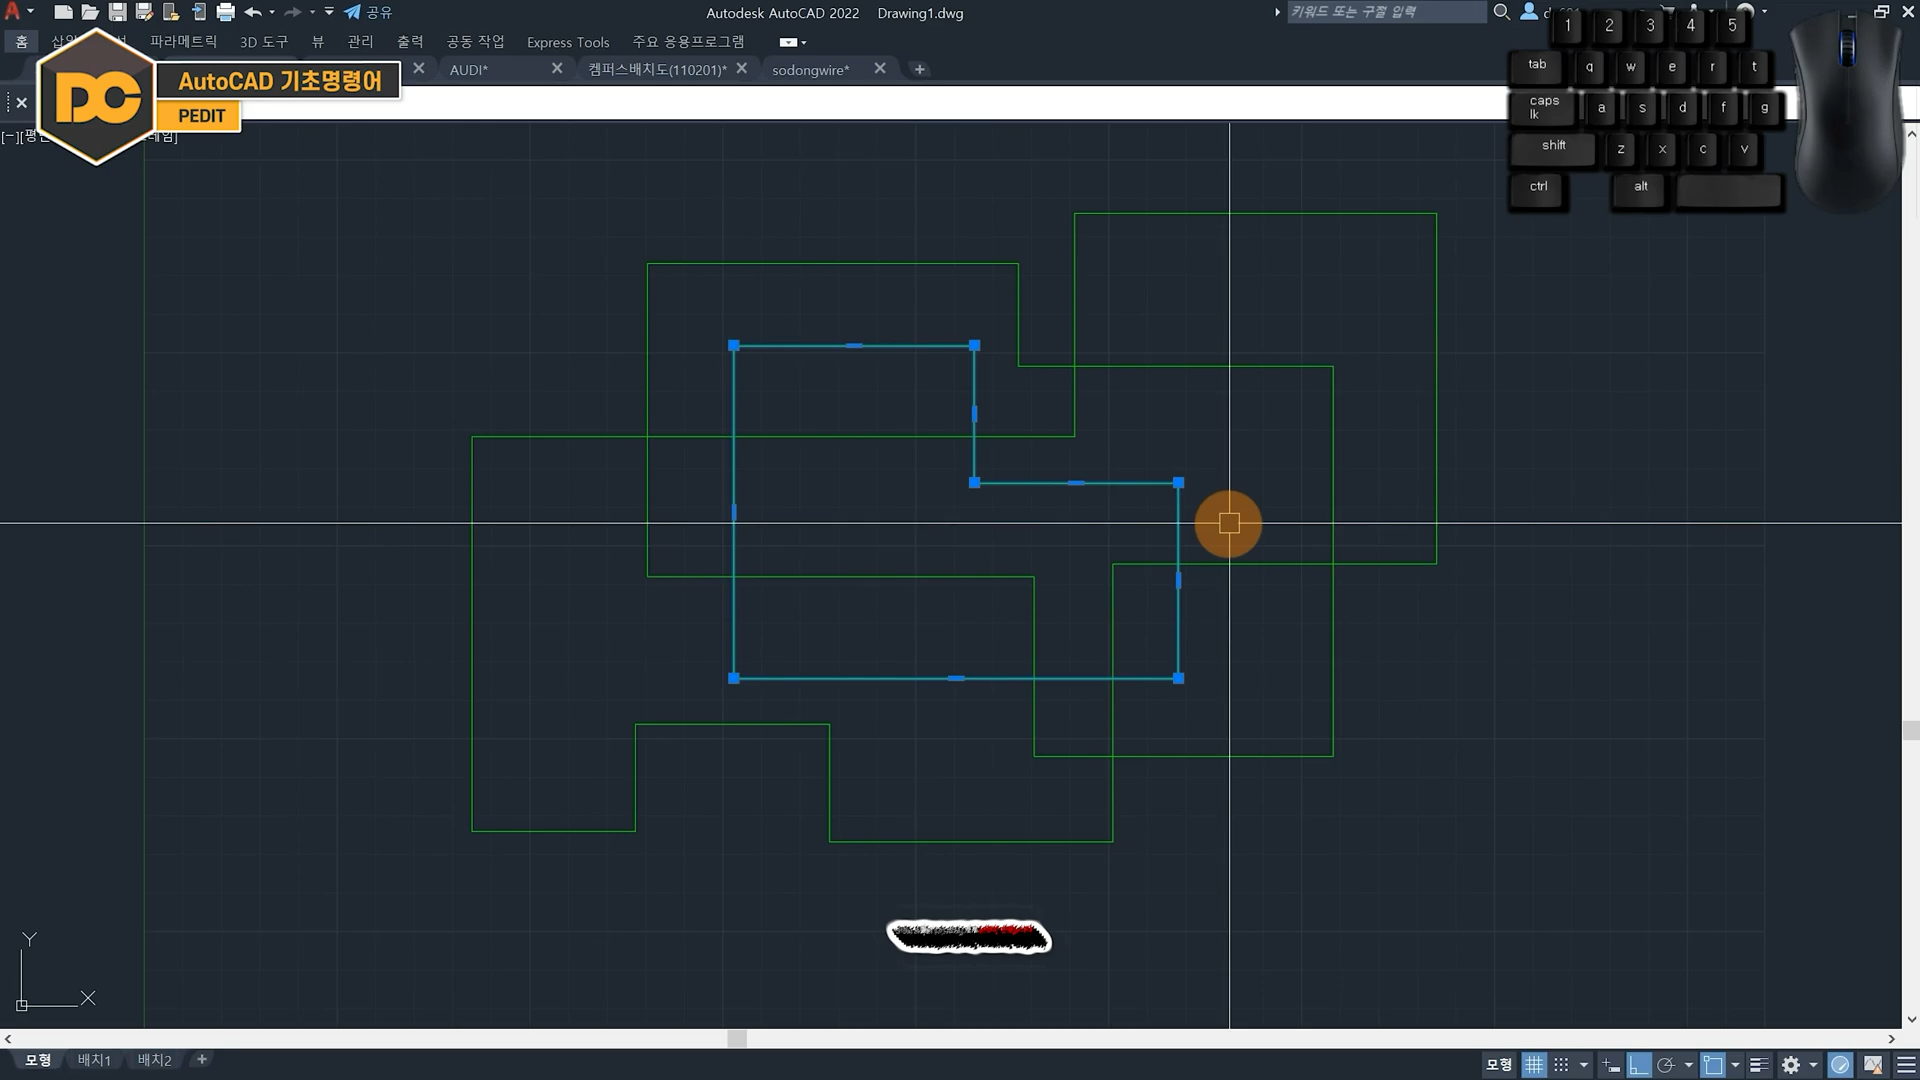 공유
Autodesk AutoCAD 2022 Drawing1.dwg
키워드 또는 구절 입력
홈
파라메트릭
3D 도구
뷰
관리
출력
공동 작업
Express Tools
주요 응용프로그램
AUDI*
켐퍼스배치도(110201)*
sodongwire*
DC
AutoCAD 기초명령어
PEDIT
1 2 3 4 5
tab q w e r t
caps lk a s d f g
shift z x c v
ctrl alt
Y
X
모형
배치1
배치2
모형